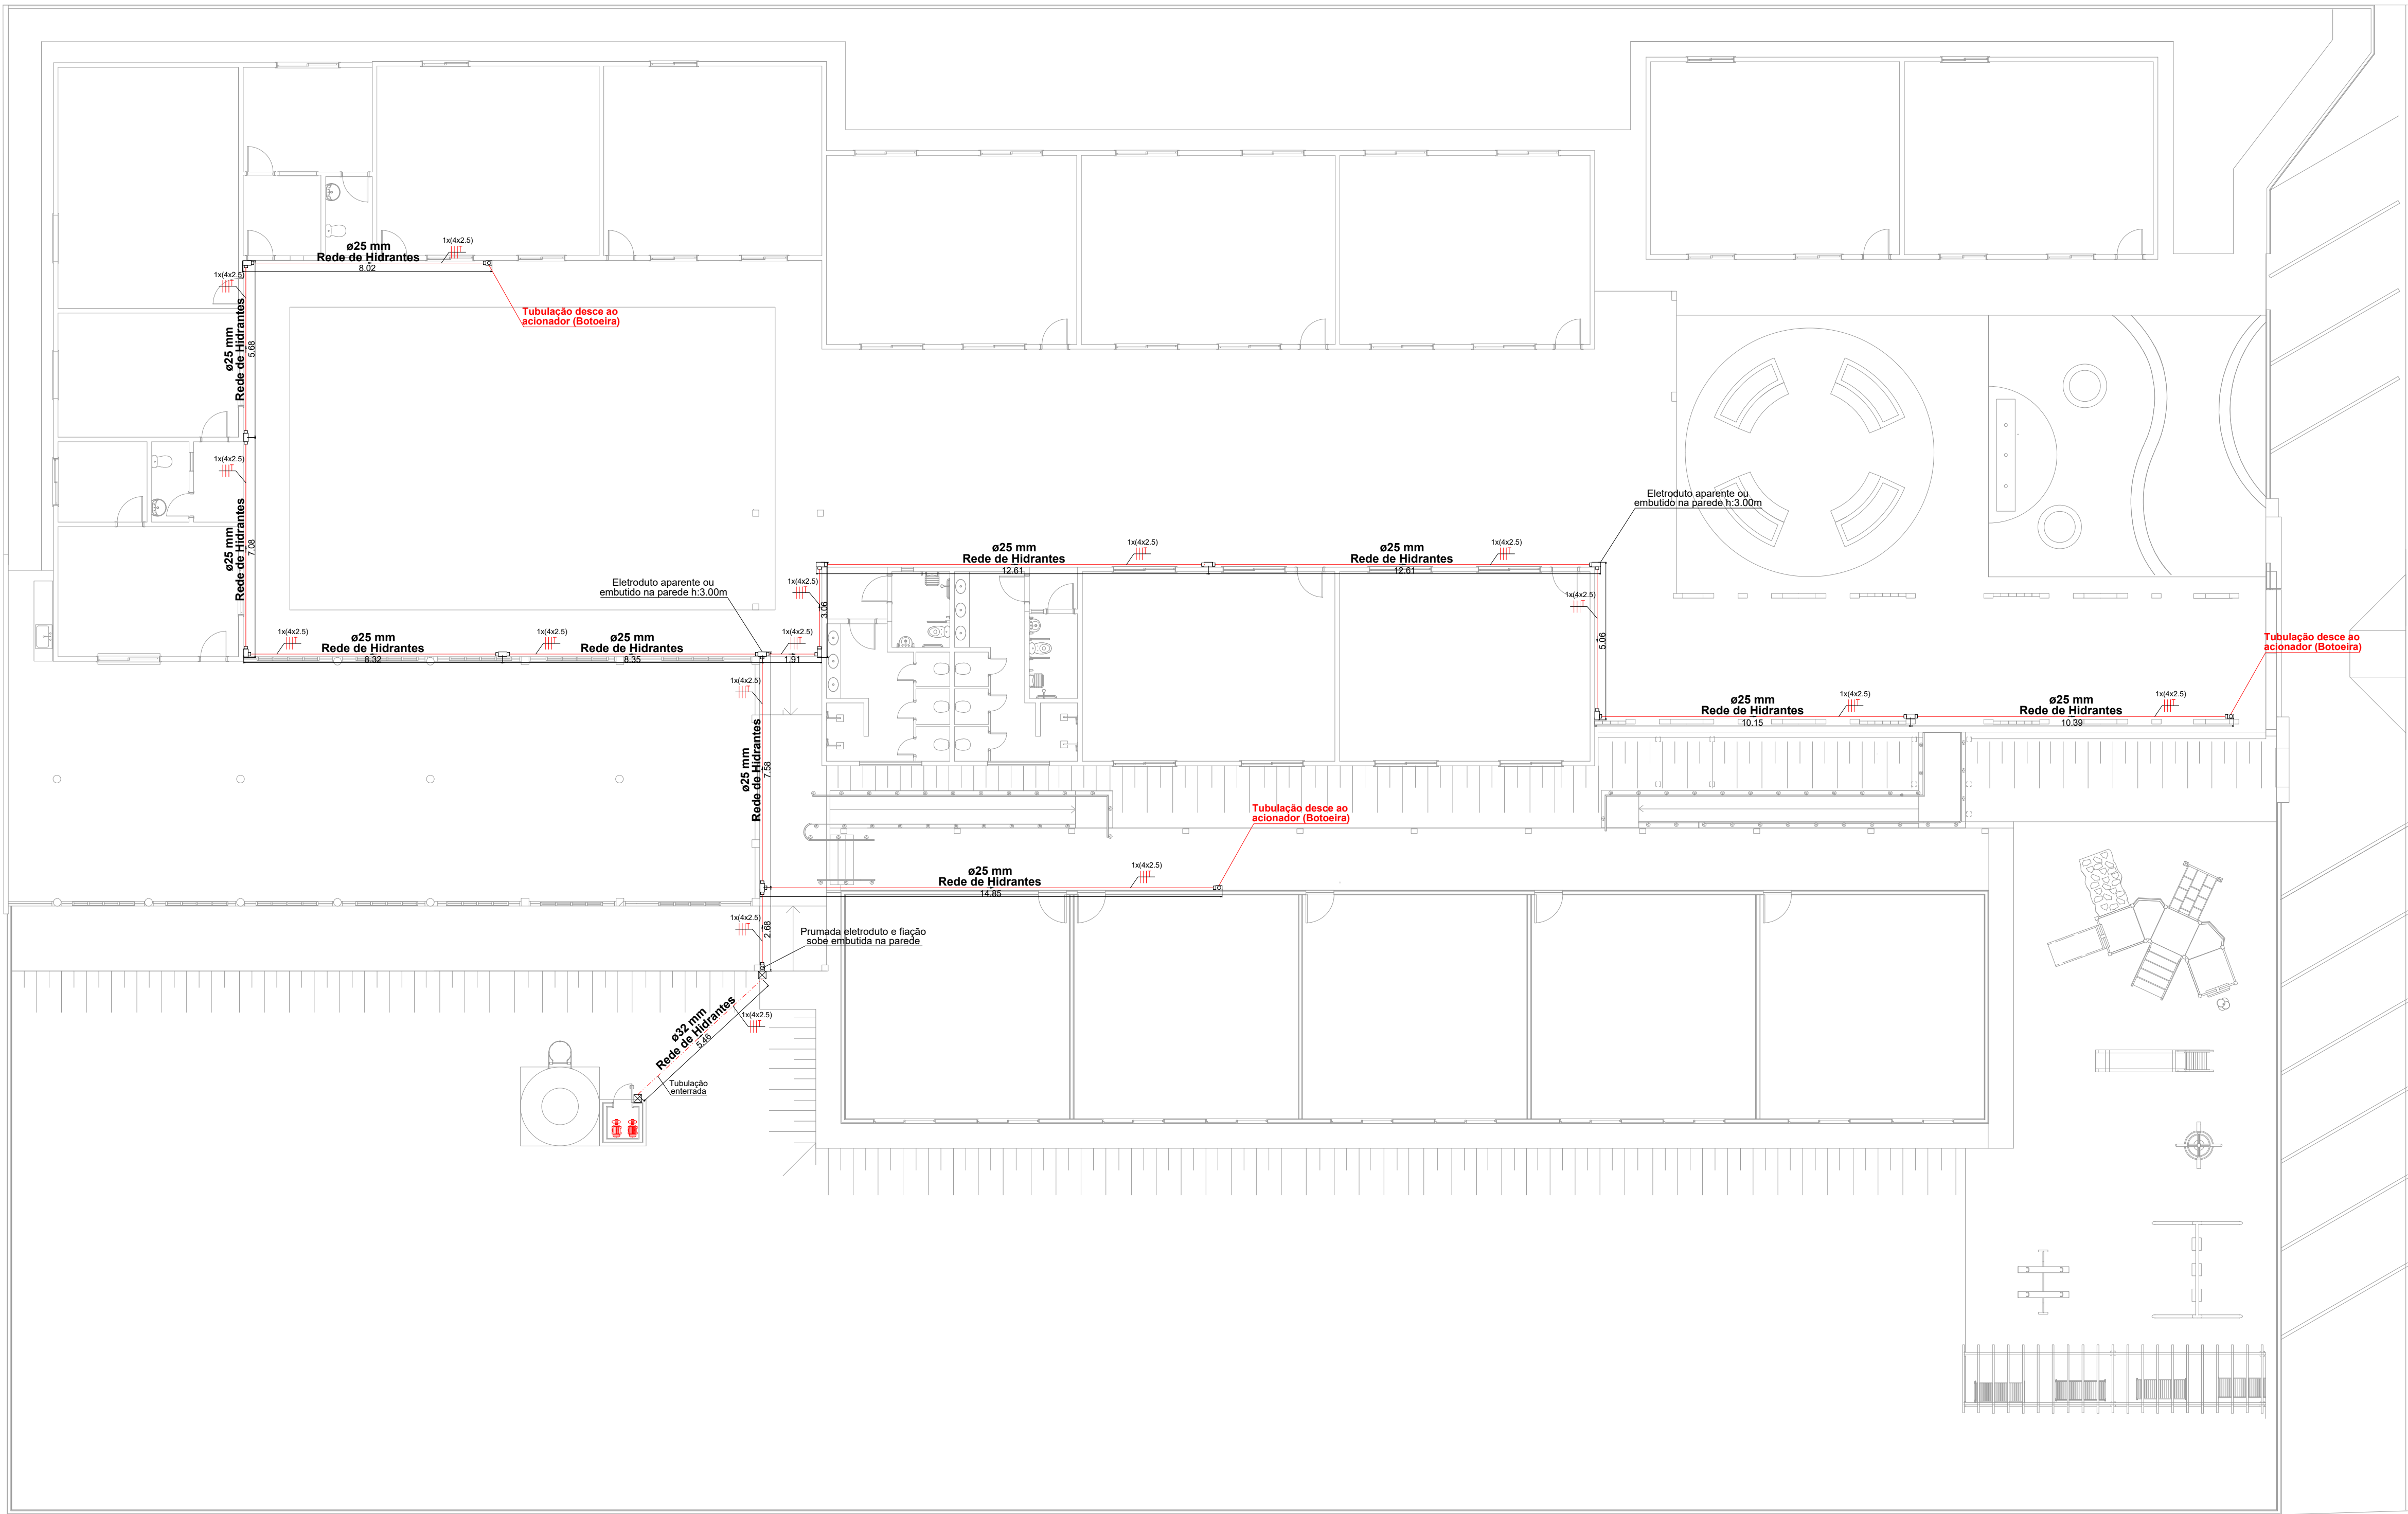 ø25 mm
Rede de Hidrantes
8.02
1x(4x2.5)
T
Tubulação desce ao
acionador (Botoeira)
1x(4x2.5)
T
ø25 mm
Rede de Hidrantes
5.68
1x(4x2.5)
T
ø25 mm
Rede de Hidrantes
7.08
1x(4x2.5)
T
ø25 mm
Rede de Hidrantes
8.32
1x(4x2.5)
T
ø25 mm
Rede de Hidrantes
8.35
Eletroduto aparente ou
embutido na parede h:3.00m
1x(4x2.5)
T
1.91
1x(4x2.5)
T
3.06
ø25 mm
Rede de Hidrantes
12.61
1x(4x2.5)
T
ø25 mm
Rede de Hidrantes
12.61
1x(4x2.5)
T
Eletroduto aparente ou
embutido na parede h:3.00m
1x(4x2.5)
T
5.06
ø25 mm
Rede de Hidrantes
10.15
1x(4x2.5)
T
ø25 mm
Rede de Hidrantes
10.39
1x(4x2.5)
T
Tubulação desce ao
acionador (Botoeira)
1x(4x2.5)
T
ø25 mm
Rede de Hidrantes
7.58
ø25 mm
Rede de Hidrantes
14.85
1x(4x2.5)
T
Tubulação desce ao
acionador (Botoeira)
1x(4x2.5)
T
2.68
Prumada eletroduto e fiação
sobe embutida na parede
ø32 mm
Rede de Hidrantes
5.46
1x(4x2.5)
T
Tubulação
enterrada